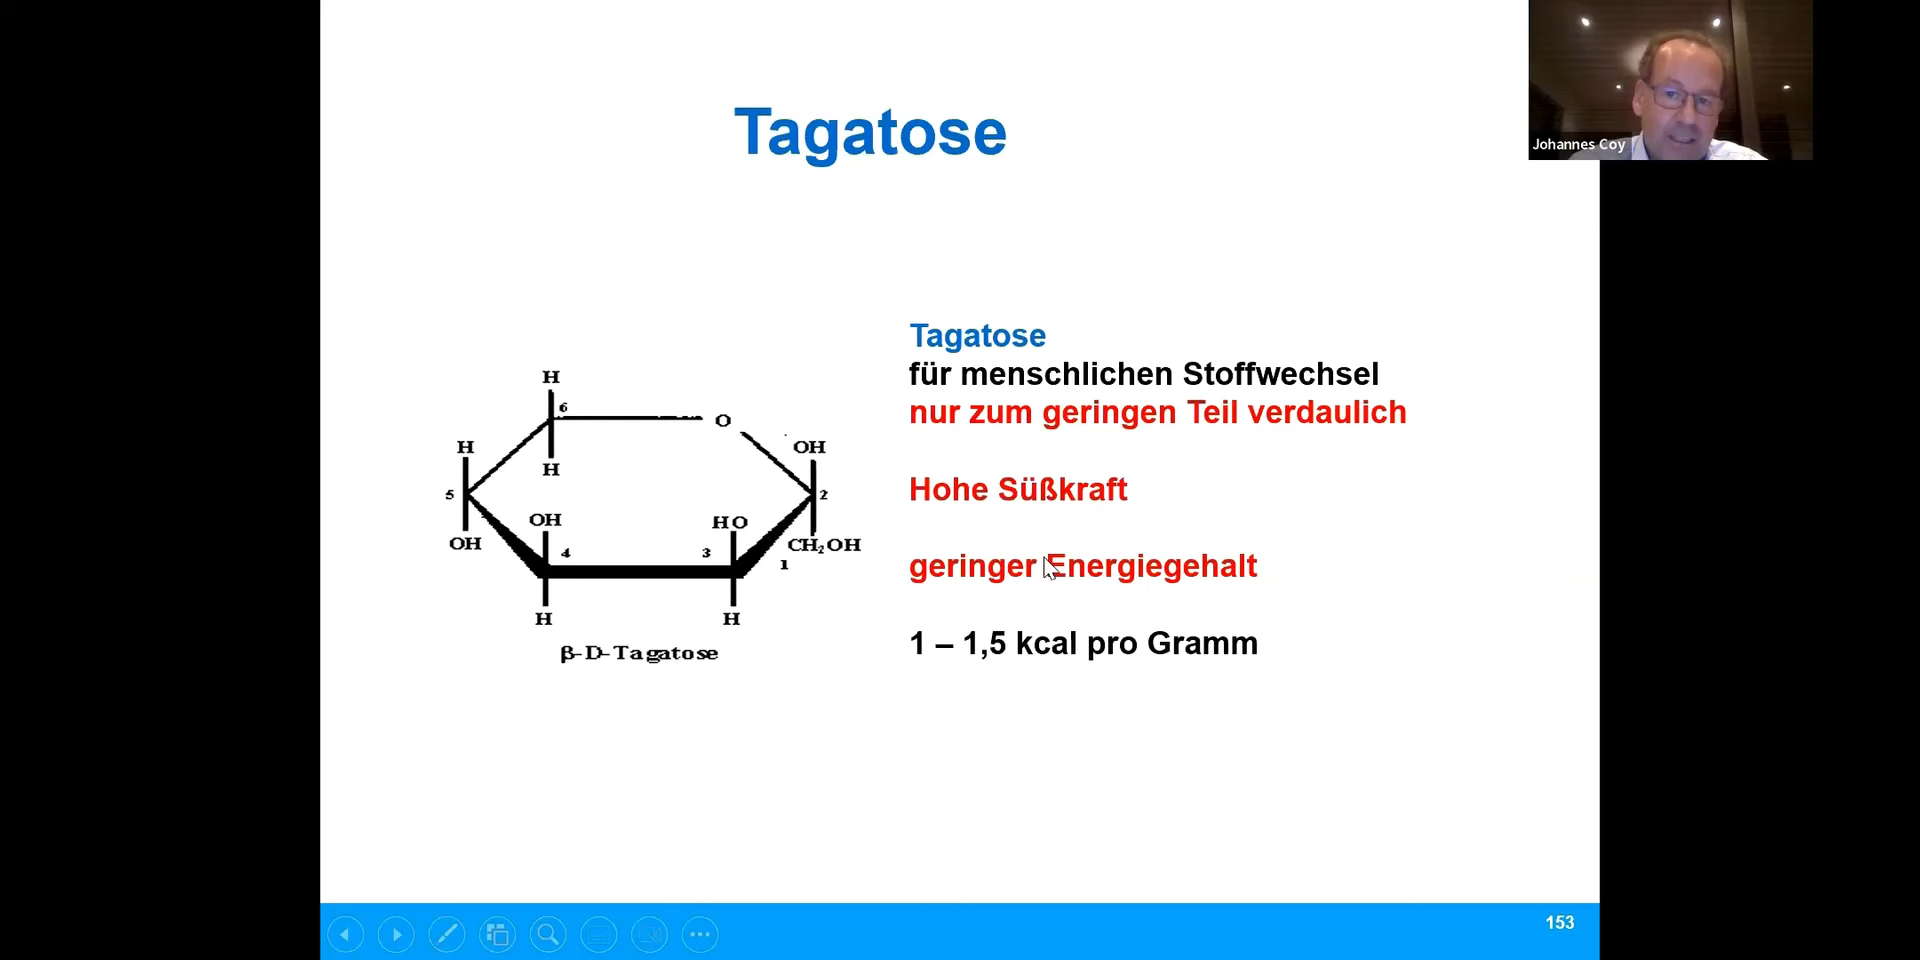 Tagatose
Johannes Coy
Tagatose
für menschlichen Stoffwechsel
nur zum geringen Teil verdaulich
Hohe Süßkraft
geringer Energiegehalt
1 – 1,5 kcal pro Gramm
H
6
O
H
OH
H
5
2
OH
HO
OH
4
3
CH₂OH
1
H
H
β-D-Tagatose
153